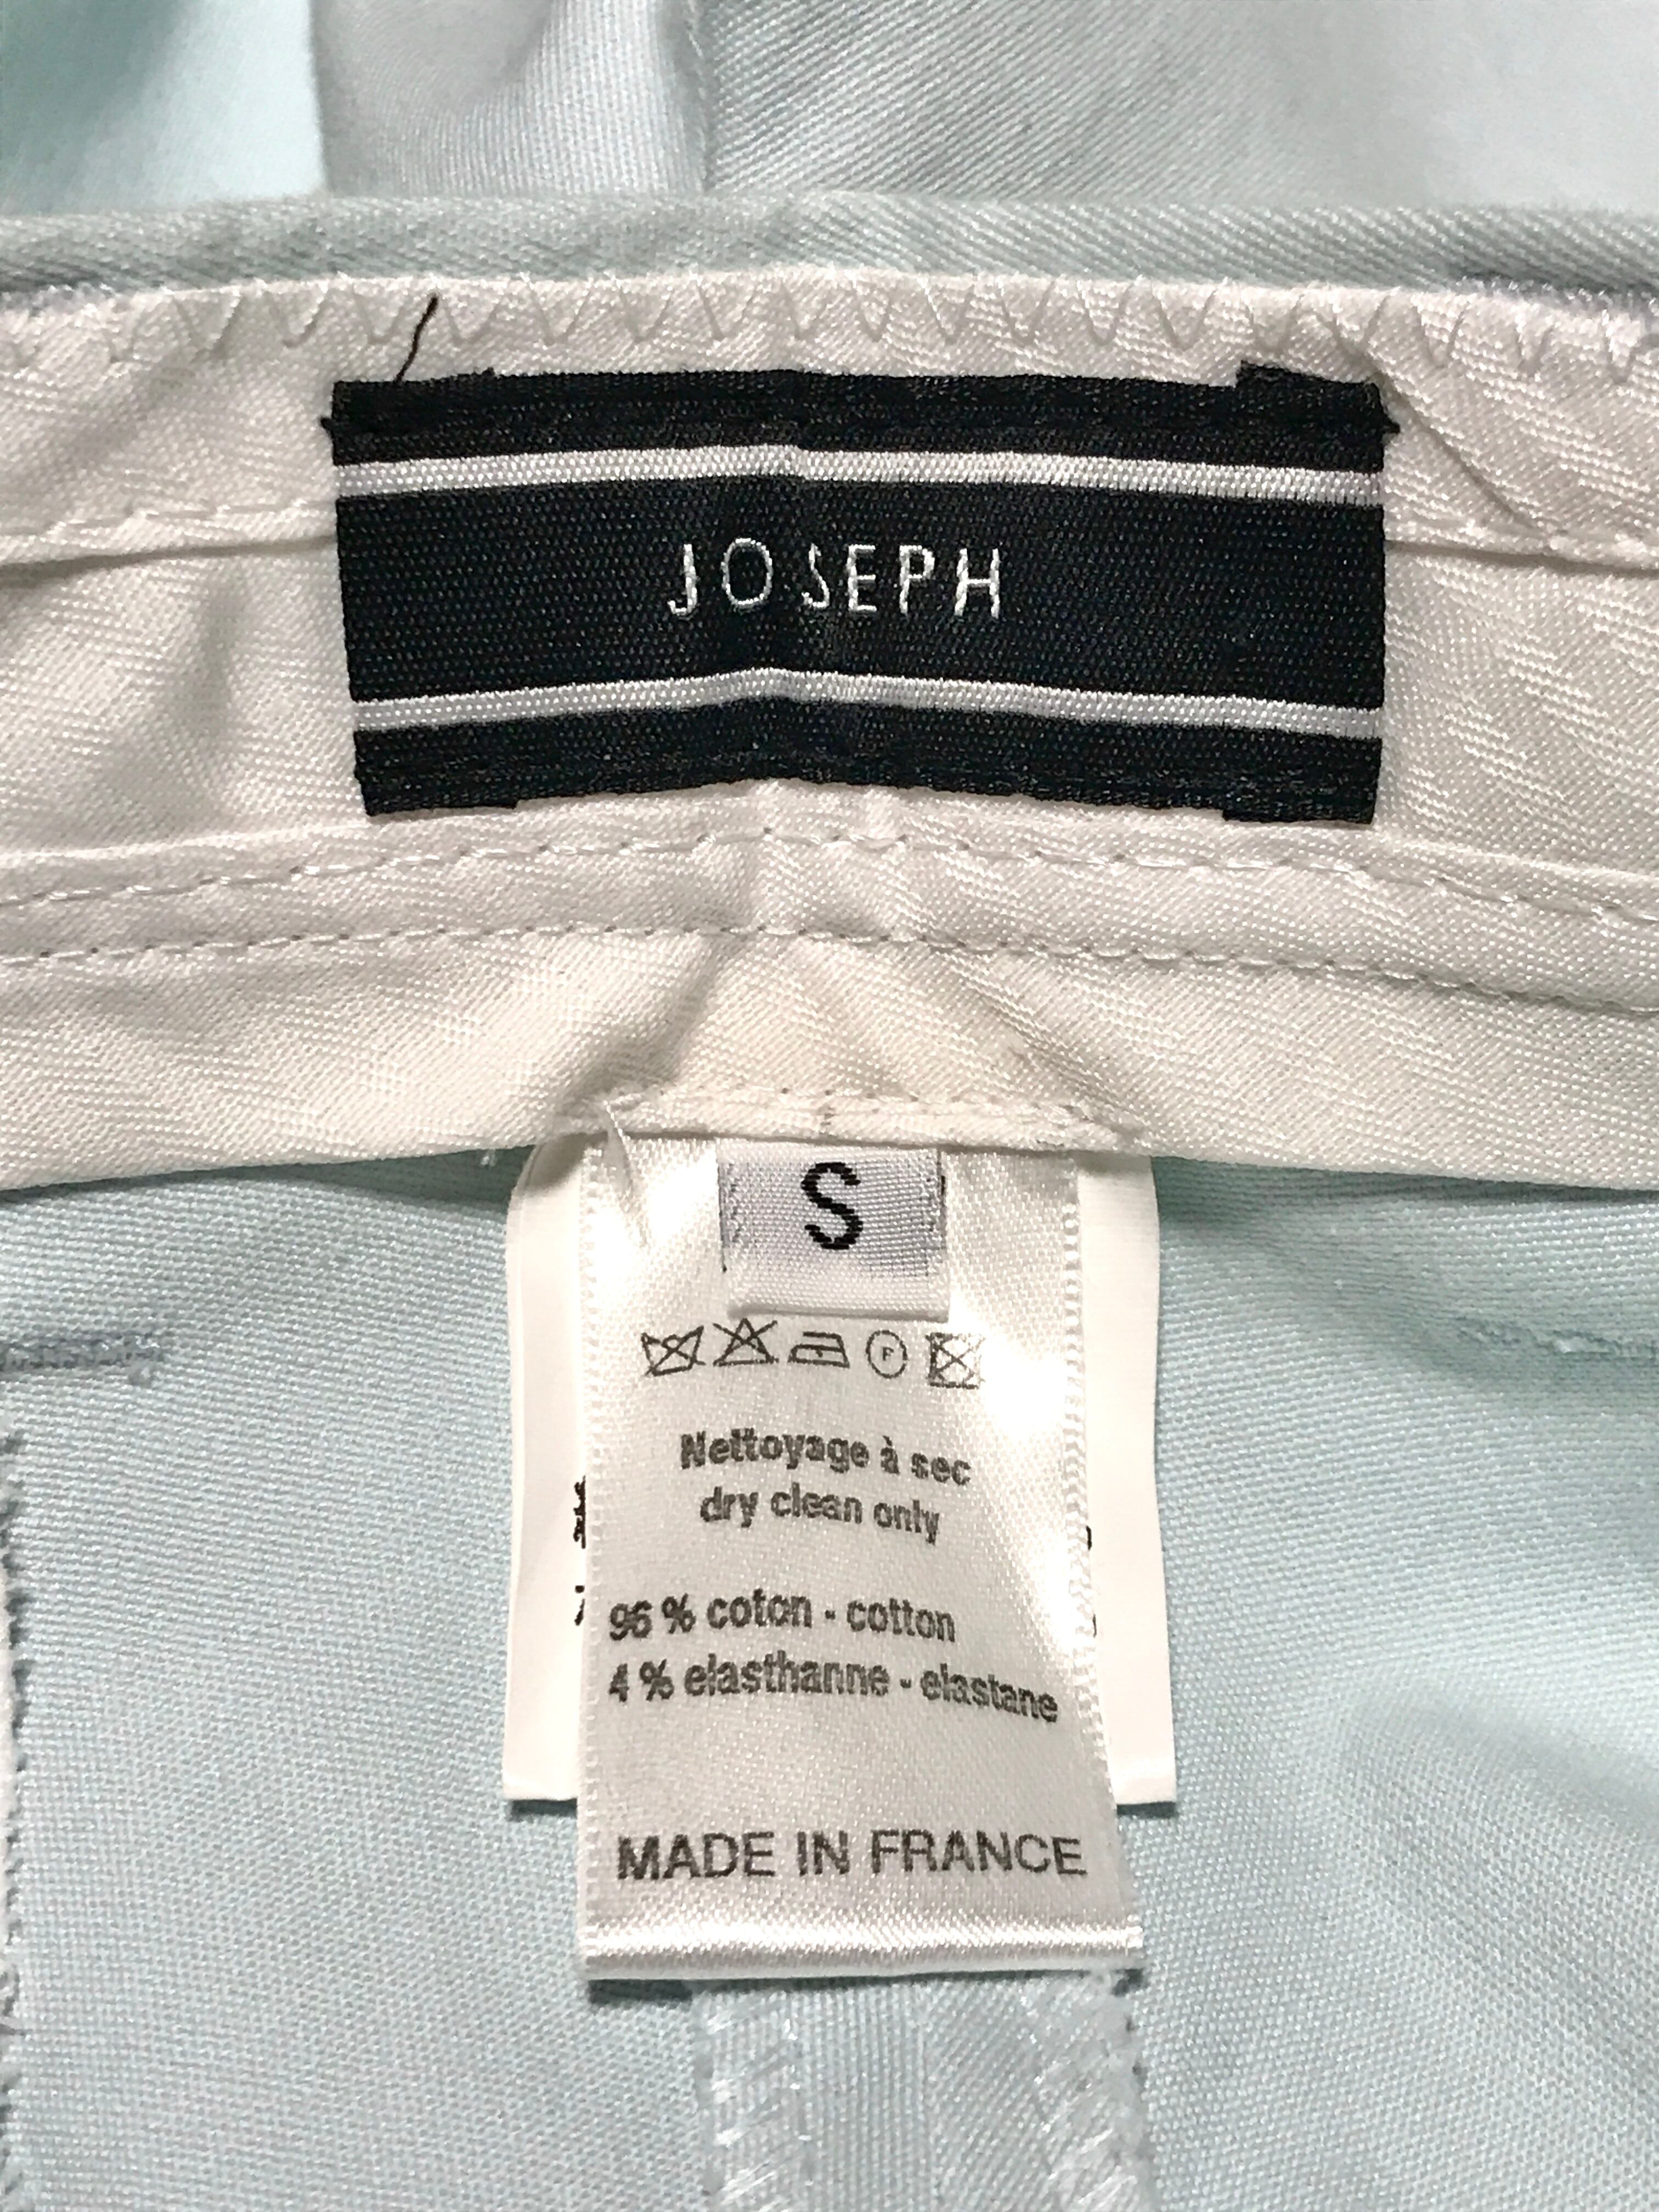 JOSEPH
S
P
Nettoyage à sec
dry clean only
96 % coton - cotton
4 % elasthanne - elastane
MADE IN FRANCE